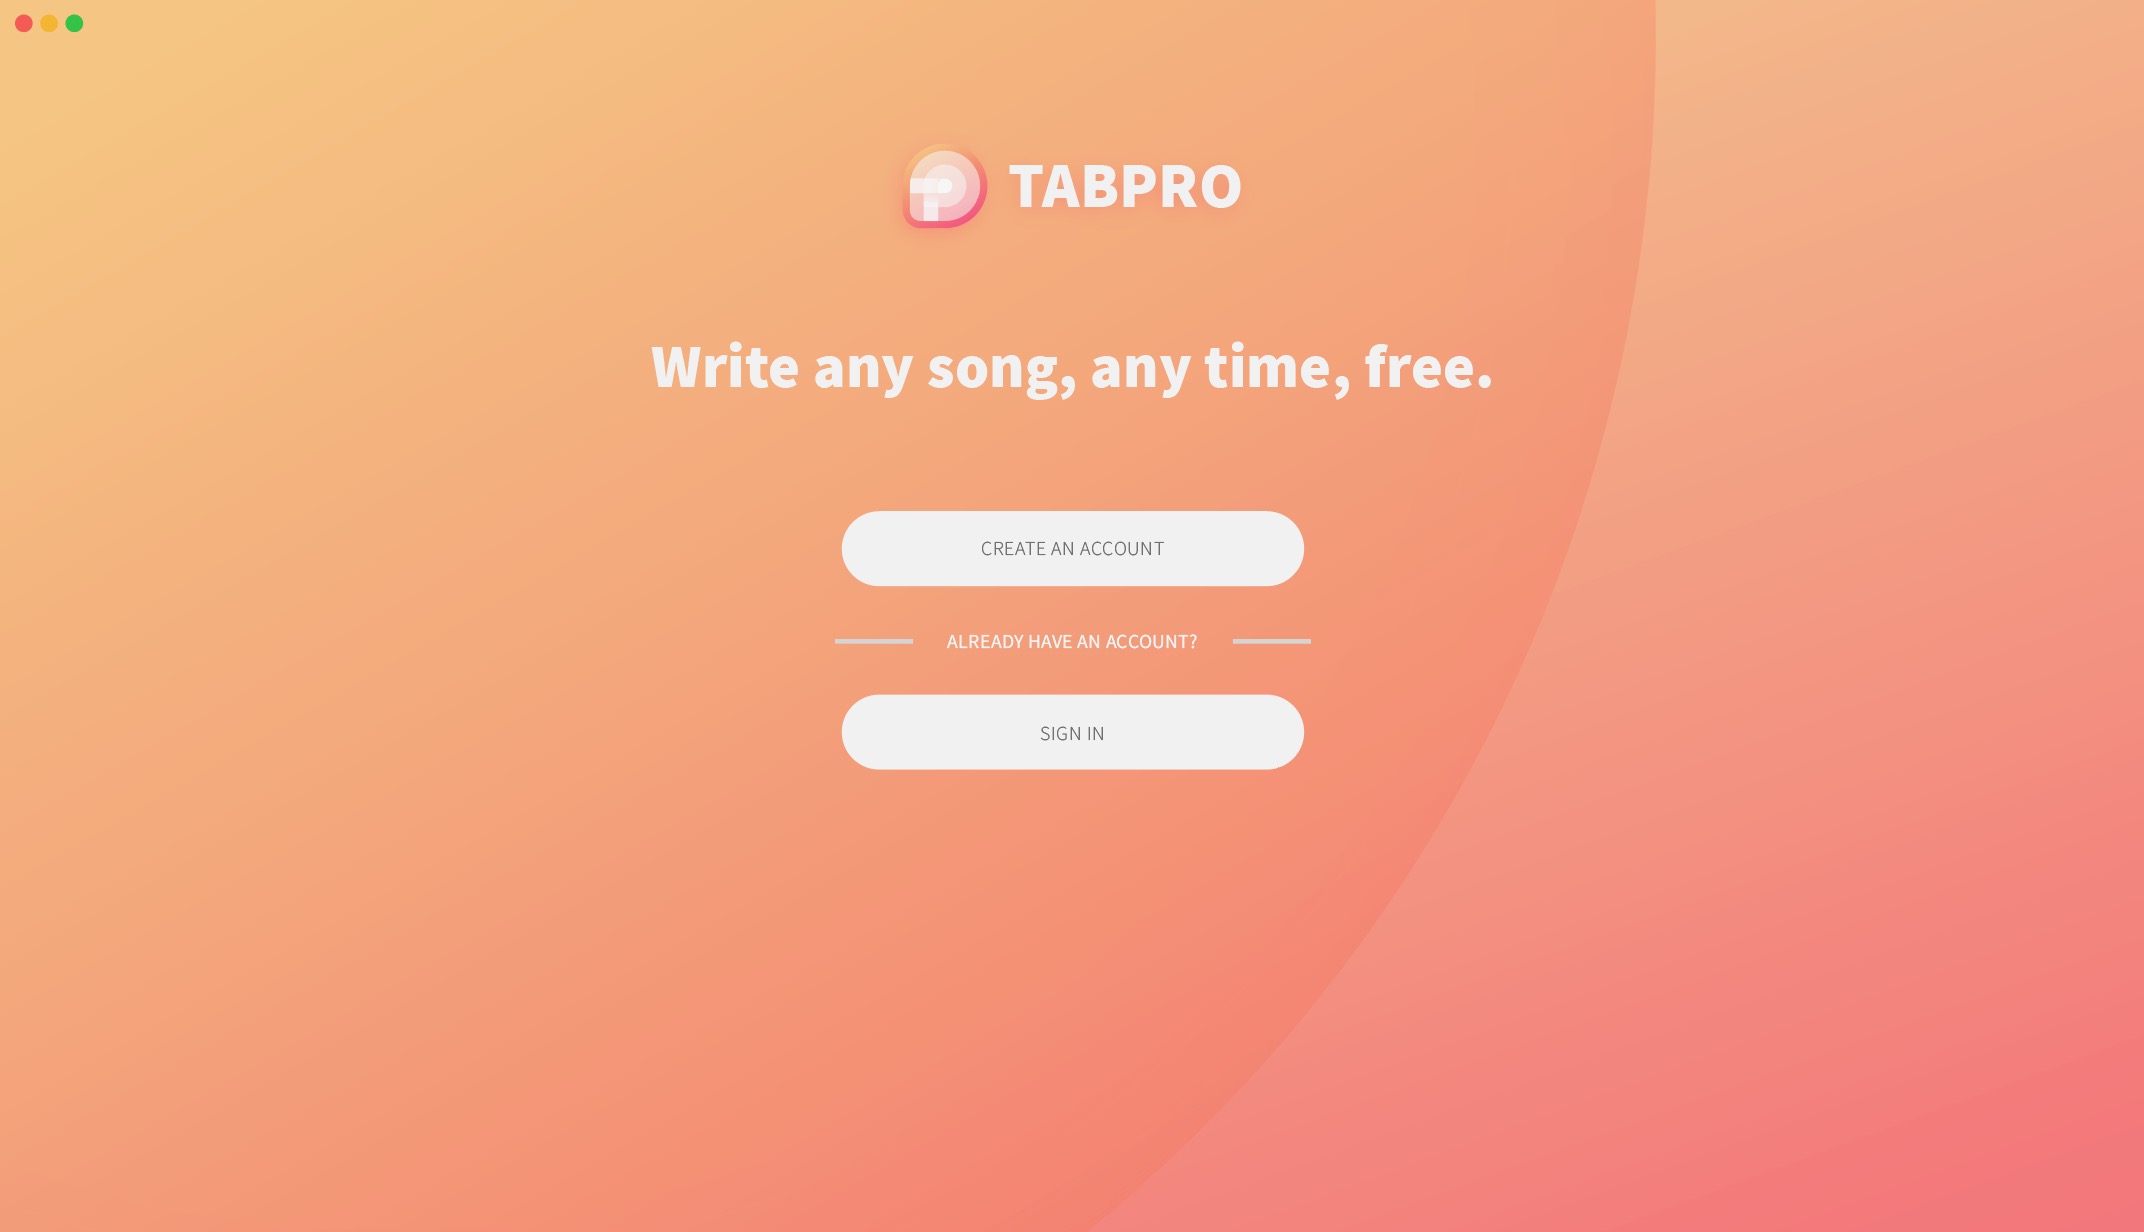 TABPRO
Write any song, any time, free.
CREATE AN ACCOUNT
ALREADY HAVE AN ACCOUNT?
SIGN IN